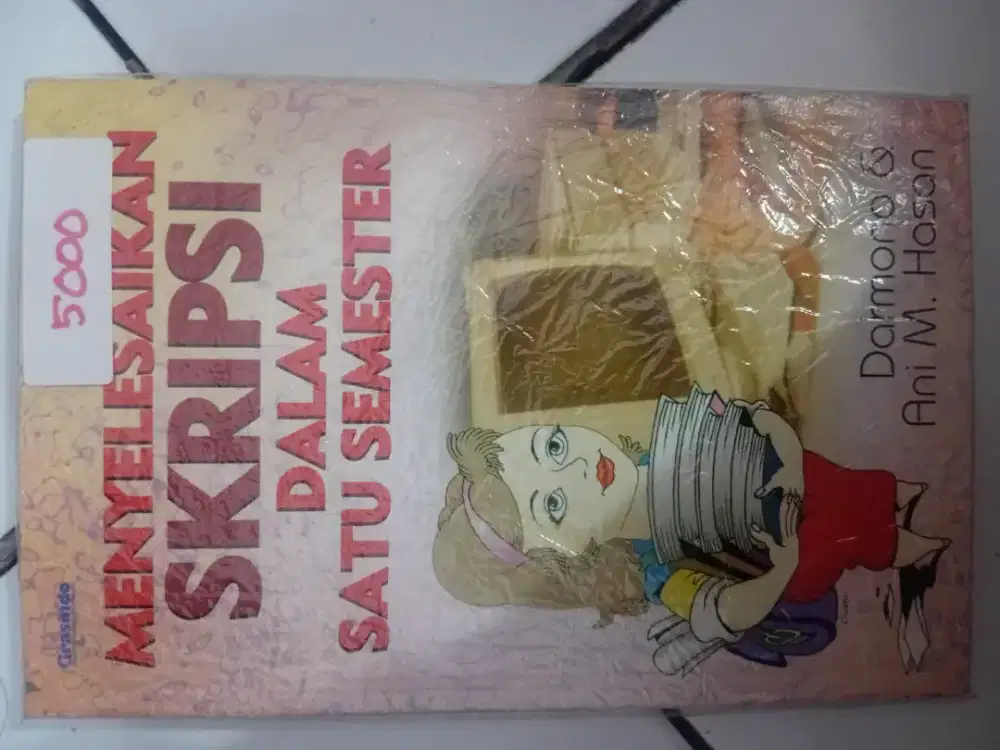 Grasindo
5000
MENYELESAIKAN
SKRIPSI
DALAM
SATU SEMESTER
Darmono &
Ani M. Hasan